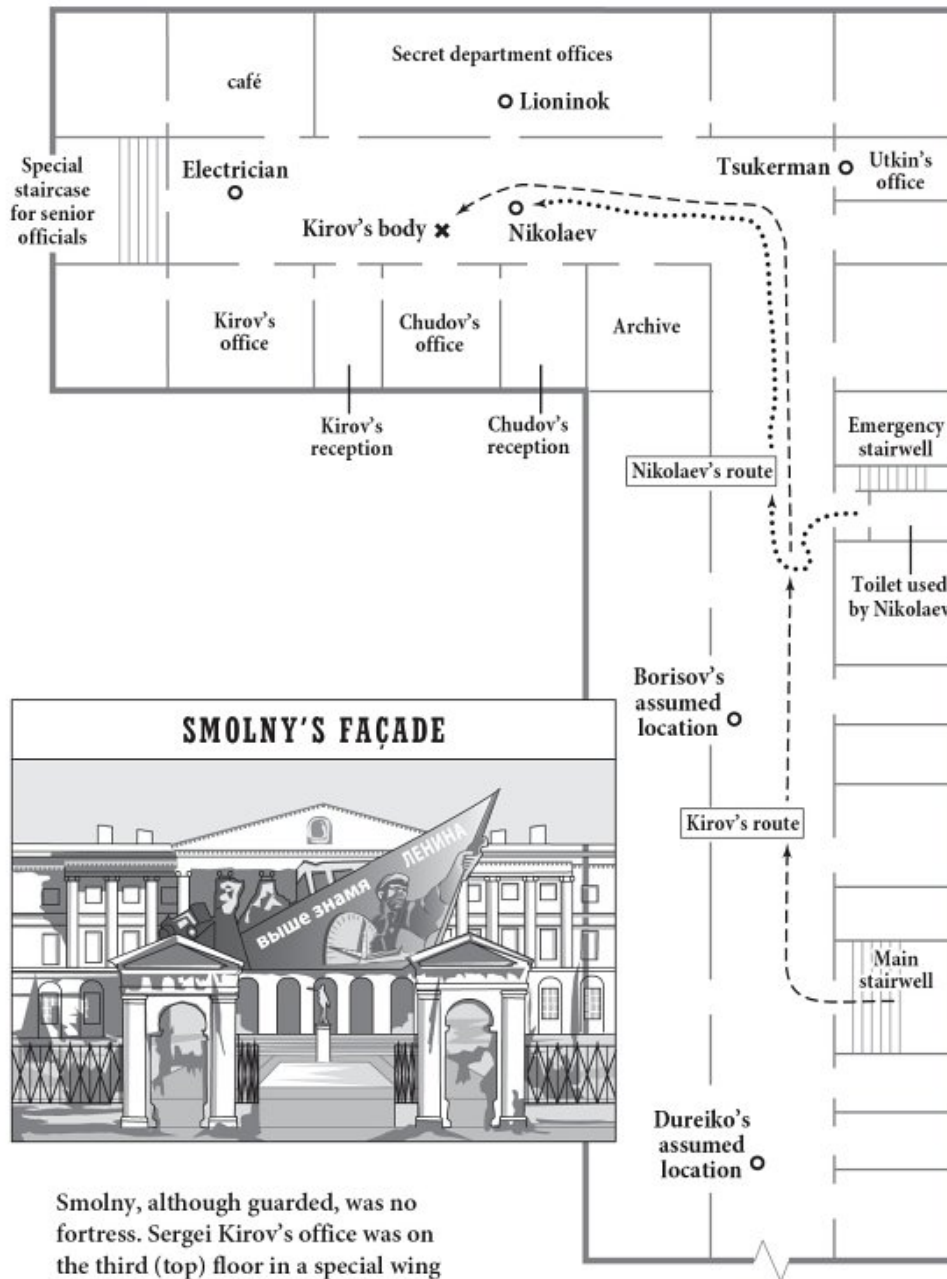 café
Secret department offices
Lioninok
Special
staircase
for senior
officials
Electrician
Tsukerman
Utkin's
office
Kirov's body
Nikolaev
Kirov's
office
Chudov's
office
Archive
Kirov's
reception
Chudov's
reception
Emergency
stairwell
Nikolaev's route
Toilet used
by Nikolaev
Borisov's
assumed
location
Kirov's route
Main
stairwell
Dureiko's
assumed
location
SMOLNY'S FAÇADE
ВЫШЕ ЗНАМЯ ЛЕНИНА
Smolny, although guarded, was no
fortress. Sergei Kirov's office was on
the third (top) floor in a special wing